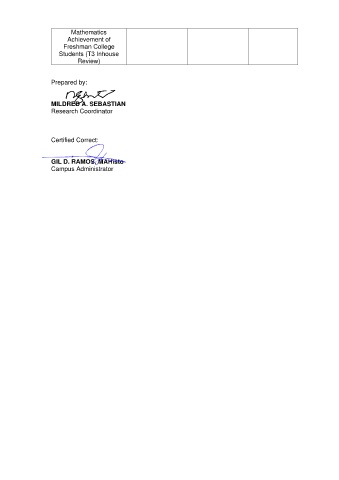 Mathematics
Achievement of
Freshman College
Students (T3 Inhouse
Review)
Prepared by:
MILDRED A. SEBASTIAN
Research Coordinator
Certified Correct:
GIL D. RAMOS, MAHisto
Campus Administrator